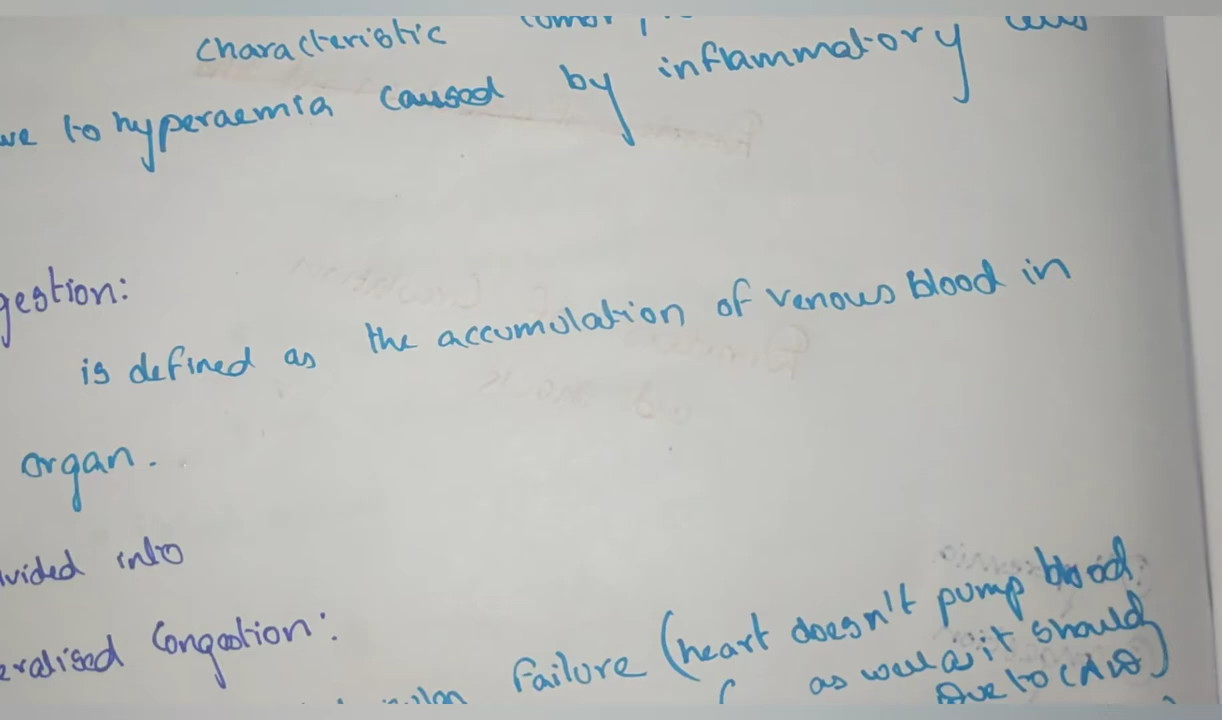 characteristic tumor
to hyperaemia caused by inflammatory
gestion:
is defined as the accumulation of venous blood in
organ.
vided into
eralised Congestion:
Failure (heart doesn't pump blood
as well as it should
Due to CAD)